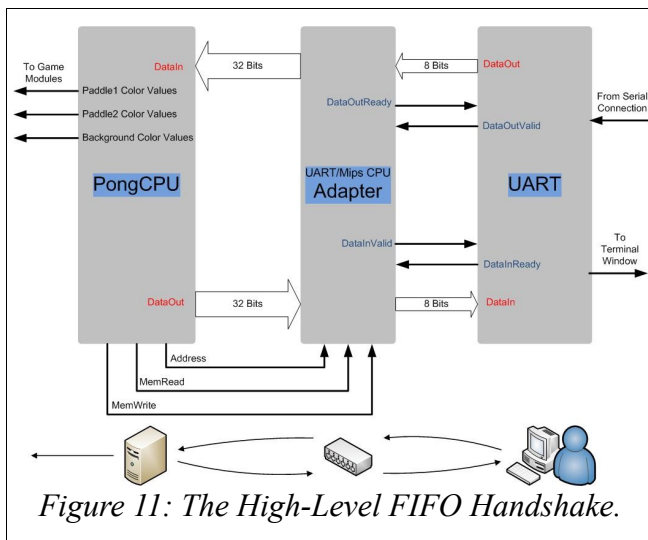 To Game
Modules
DataIn
32 Bits
8 Bits
DataOut
Paddle1 Color Values
Paddle2 Color Values
Background Color Values
DataOutReady
DataOutValid
From Serial
Connection
PongCPU
UART/Mips CPU
Adapter
UART
DataInValid
DataInReady
To
Terminal
Window
DataOut
32 Bits
8 Bits
DataIn
Address
MemRead
MemWrite
Figure 11: The High-Level FIFO Handshake.